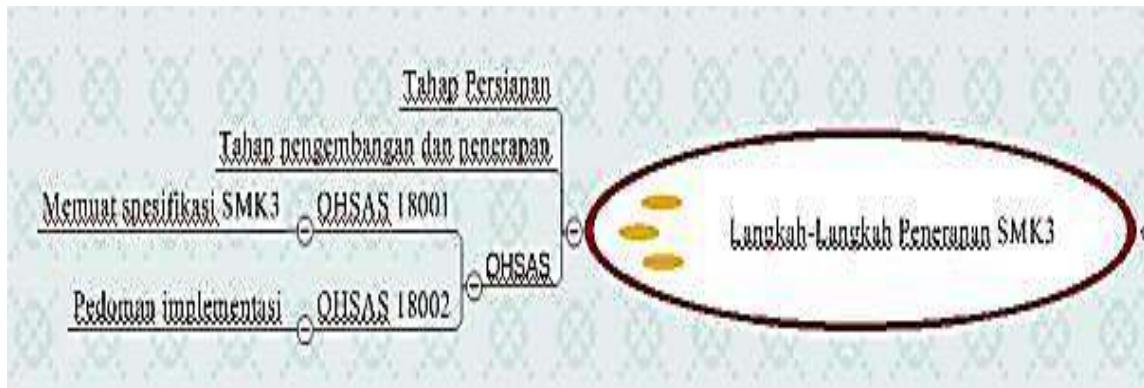 Tahap Persiapan
Tahap pengembangan dan penerapan
Memuat spesifikasi SMK3
OHSAS 18001
OHSAS
Pedoman implementasi
OHSAS 18002
Langkah-Langkah Penerapan SMK3